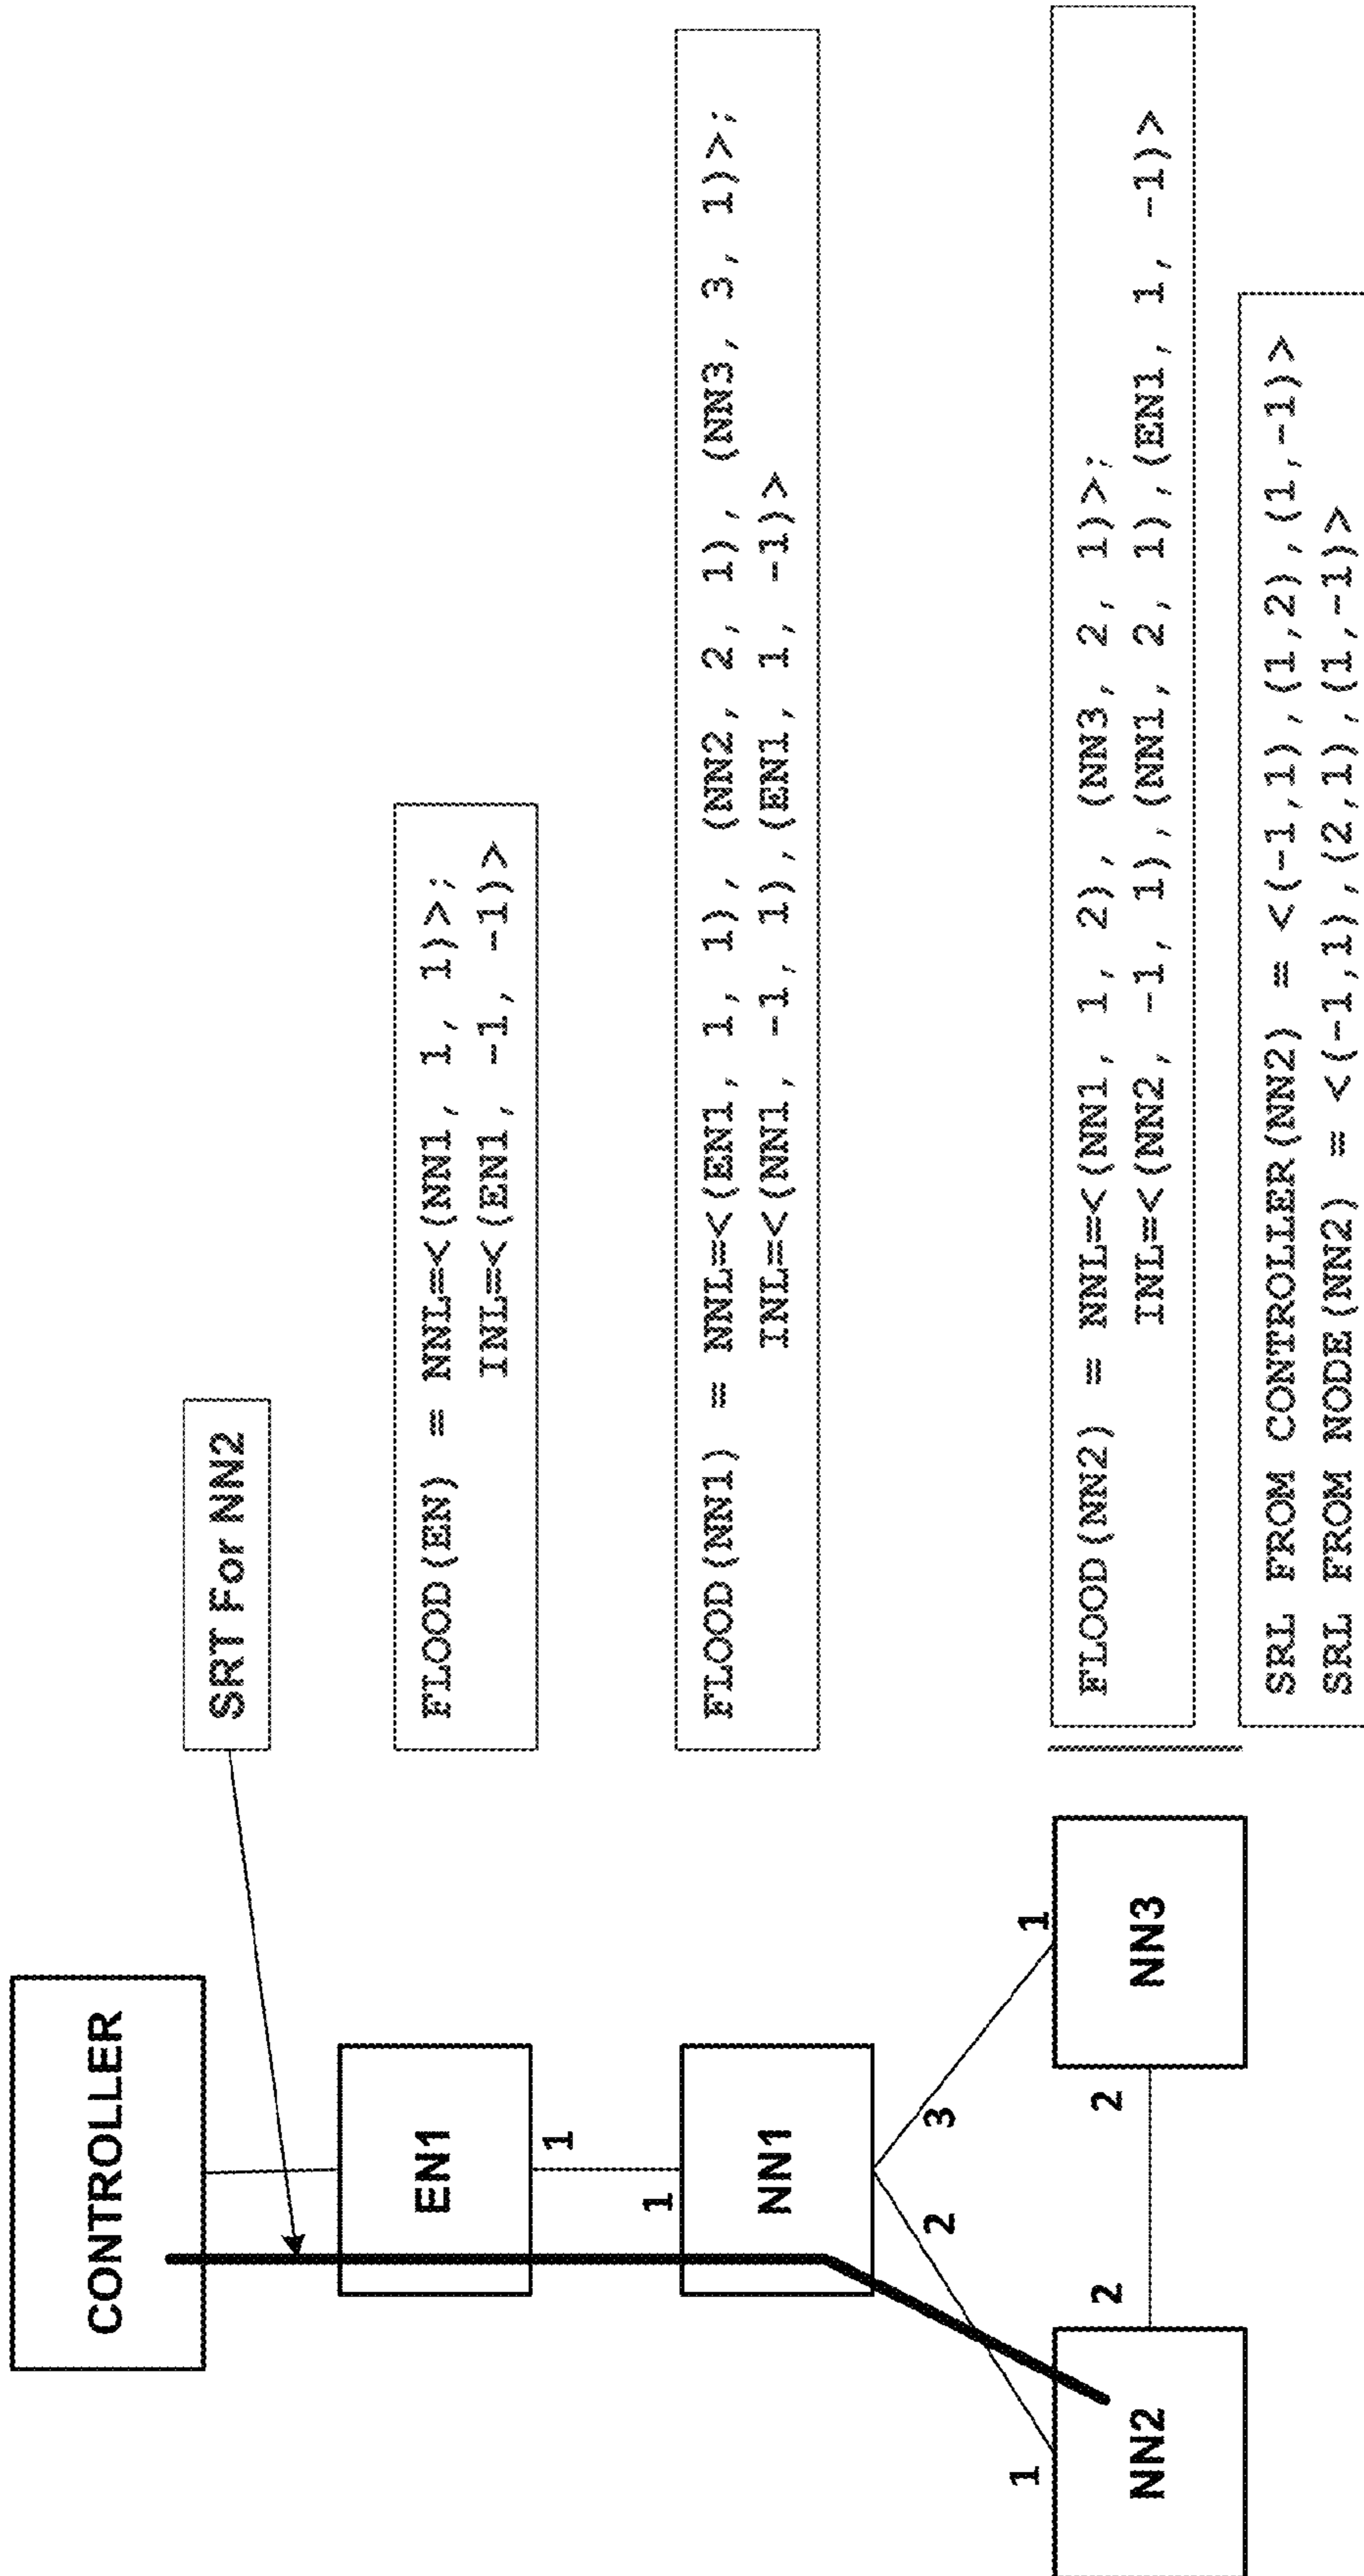 CONTROLLER
SRT For NN2
EN1
1
FLOOD(EN) = NNL=<(NN1, 1, 1)>;
INL=<(EN1, -1, -1)>
1
NN1
2
3
FLOOD(NN1) = NNL=<(EN1, 1, 1), (NN2, 2, 1), (NN3, 3, 1)>;
INL=<(NN1, -1, 1),(EN1, 1, -1)>
1
1
NN2
2
2
NN3
FLOOD(NN2) = NNL=<(NN1, 1, 2), (NN3, 2, 1)>;
INL=<(NN2, -1, 1),(NN1, 2, 1),(EN1, 1, -1)>
SRL FROM CONTROLLER(NN2) = <(-1,1),(1,2),(1,-1)>
SRL FROM NODE(NN2) = <(-1,1),(2,1),(1,-1)>